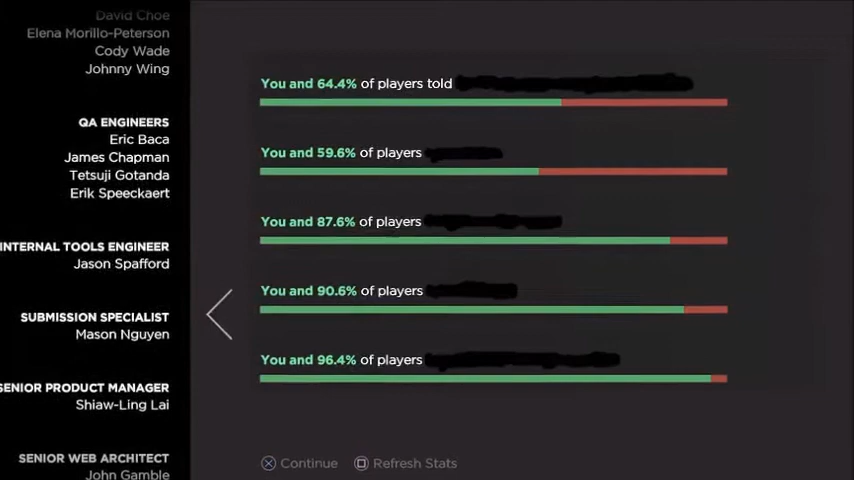 David Choe
Elena Morillo-Peterson
Cody Wade
Johnny Wing
QA ENGINEERS
Eric Baca
James Chapman
Tetsuji Gotanda
Erik Speeckaert
INTERNAL TOOLS ENGINEER
Jason Spafford
SUBMISSION SPECIALIST
Mason Nguyen
SENIOR PRODUCT MANAGER
Shiaw-Ling Lai
SENIOR WEB ARCHITECT
John Gamble
You and 64.4% of players told
You and 59.6% of players
You and 87.6% of players
You and 90.6% of players
You and 96.4% of players
Continue
Refresh Stats